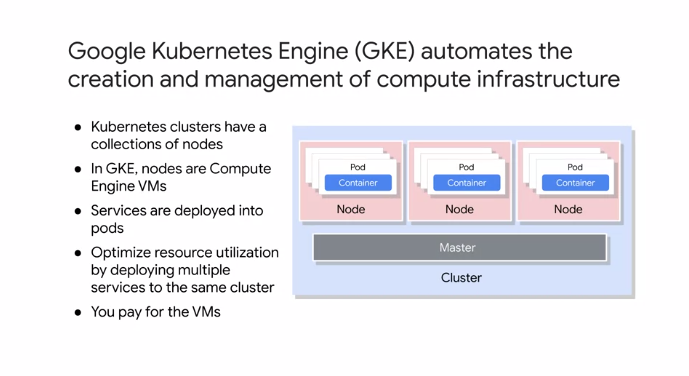 Google Kubernetes Engine (GKE) automates the
creation and management of compute infrastructure
● Kubernetes clusters have a
collections of nodes
● In GKE, nodes are Compute
Engine VMs
● Services are deployed into
pods
● Optimize resource utilization
by deploying multiple
services to the same cluster
● You pay for the VMs
Pod
Container
Node
Pod
Container
Node
Pod
Container
Node
Master
Cluster